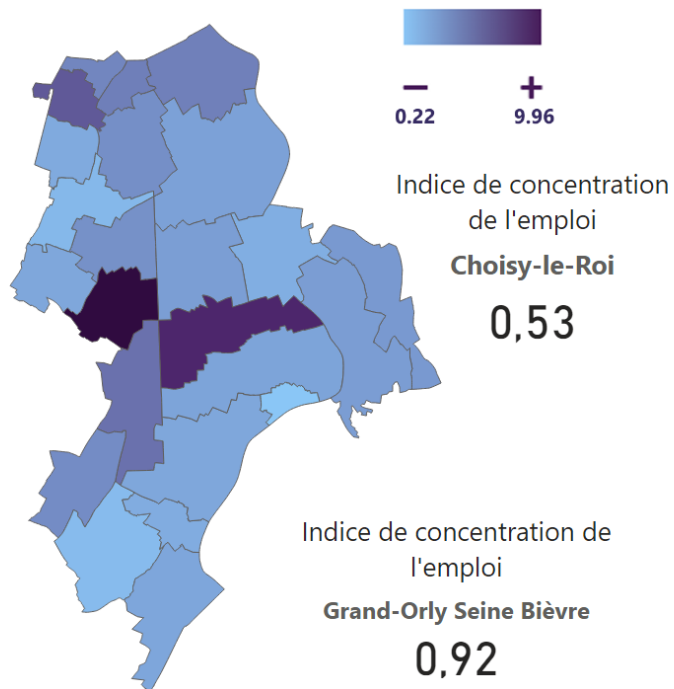 − +
0.22 9.96
Indice de concentration
de l'emploi
Choisy-le-Roi
0,53
Indice de concentration de
l'emploi
Grand-Orly Seine Bièvre
0,92